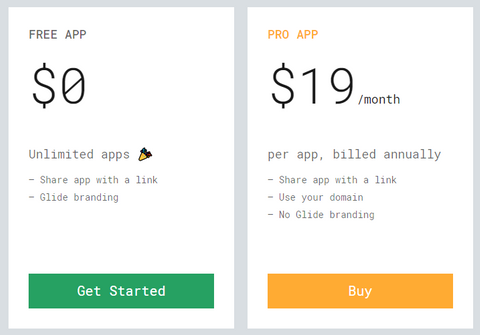 FREE APP
$0
Unlimited apps 🎉
– Share app with a link
– Glide branding
Get Started
PRO APP
$19/month
per app, billed annually
– Share app with a link
– Use your domain
– No Glide branding
Buy